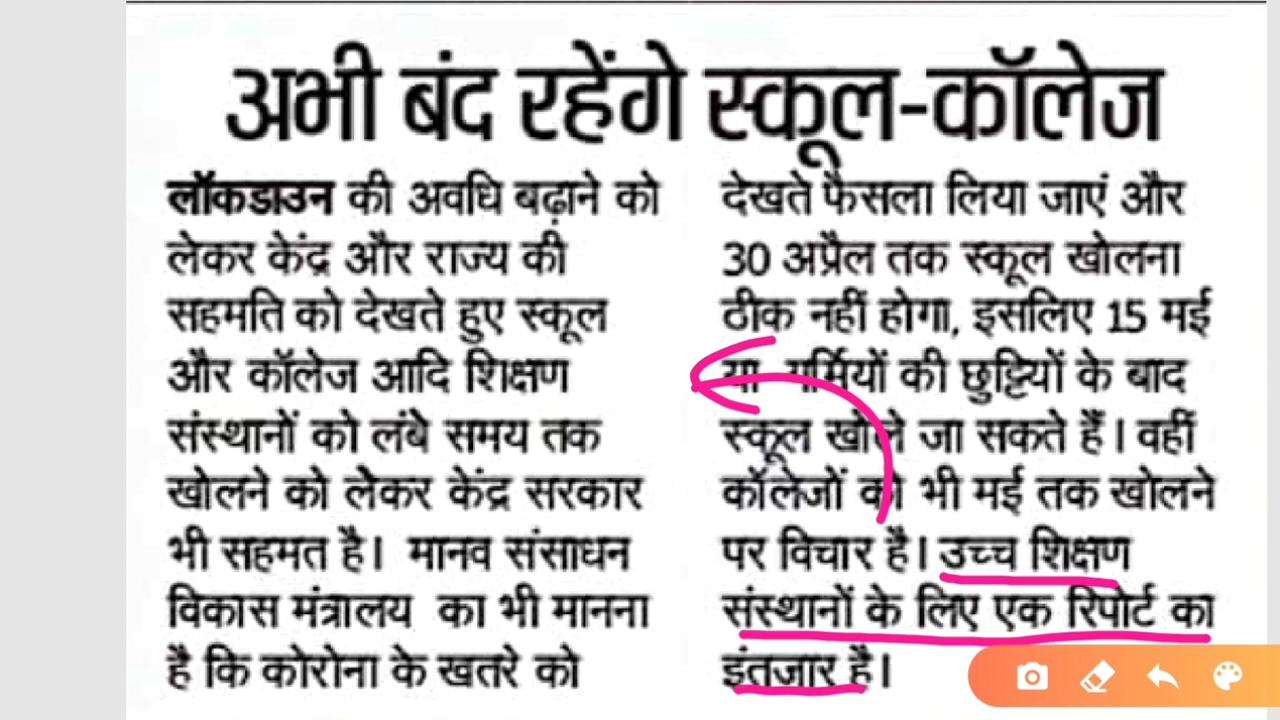 अभी बंद रहेंगे स्कूल-कॉलेज
लॉकडाउन की अवधि बढ़ाने को
लेकर केंद्र और राज्य की
सहमति को देखते हुए स्कूल
और कॉलेज आदि शिक्षण
संस्थानों को लंबे समय तक
खोलने को लेकर केंद्र सरकार
भी सहमत है। मानव संसाधन
विकास मंत्रालय का भी मानना
है कि कोरोना के खतरे को
देखते फैसला लिया जाएं और
30 अप्रैल तक स्कूल खोलना
ठीक नहीं होगा, इसलिए 15 मई
या गर्मियों की छुट्टियों के बाद
स्कूल खोले जा सकते हैं। वहीं
कॉलेजों को भी मई तक खोलने
पर विचार है। उच्च शिक्षण
संस्थानों के लिए एक रिपोर्ट का
इंतजार है।